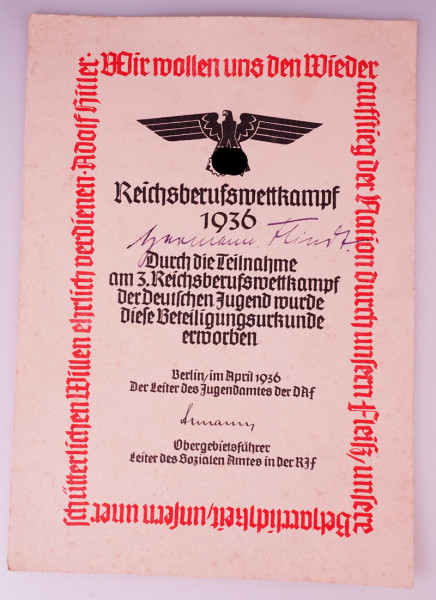 Wir wollen uns den Wieder
aufstieg der Nation durch unsern Fleiß/unsere
Beharrlichkeit/unsern uner
schütterlichen Willen ehrlich verdienen·Adolf Hitler·
Reichsberufswettkampf
1936
Hermann Flindt.
Durch die Teilnahme
am 3. Reichsberufswettkampf
der Deutschen Jugend wurde
diese Beteiligungsurkunde
erworben
Berlin/im April 1936
Der Leiter des Jugendamtes der DAF
Obergebietsführer
Leiter des Sozialen Amtes in der RJF